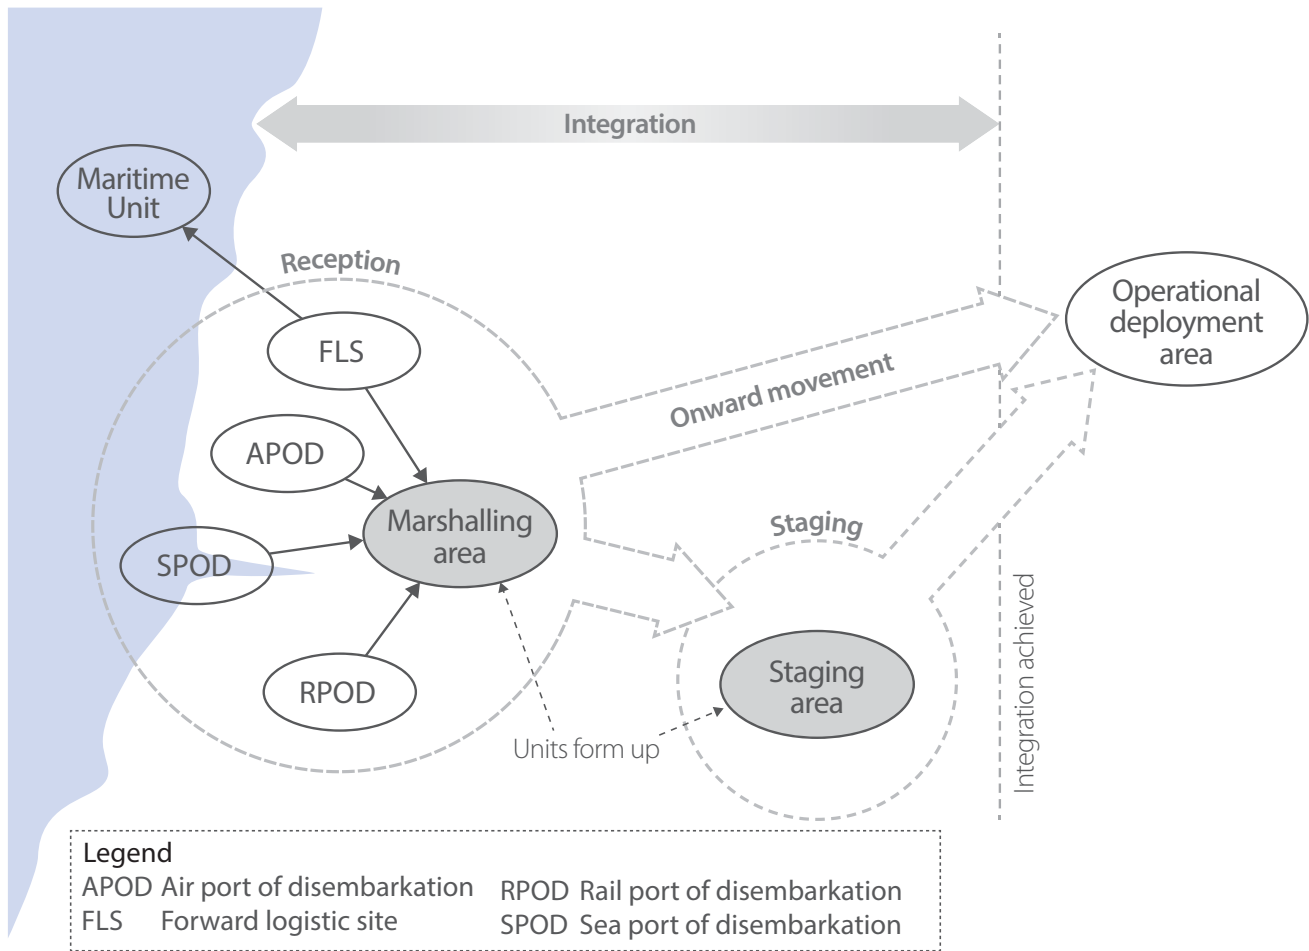 Integration
Maritime
Unit
Reception
FLS
Operational
deployment
area
Onward movement
APOD
Marshalling
area
Staging
SPOD
Staging
area
RPOD
Units form up
Integration achieved
Legend
APOD Air port of disembarkation
FLS Forward logistic site
RPOD Rail port of disembarkation
SPOD Sea port of disembarkation